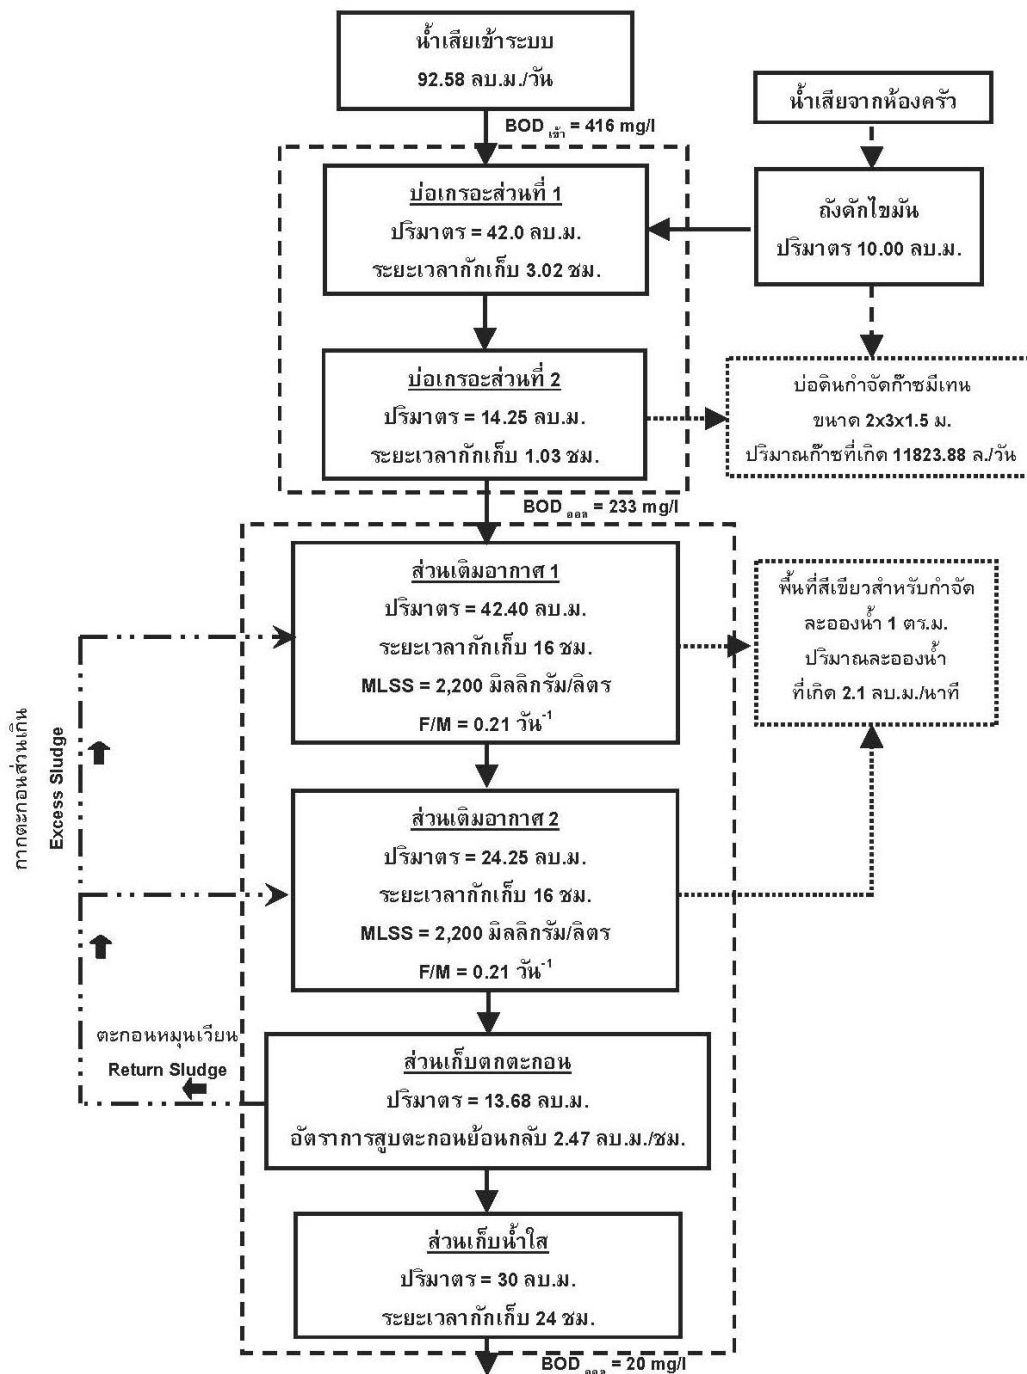 น้ำเสียเข้าระบบ
92.58 ลบ.ม./วัน
น้ำเสียจากห้องครัว
BOD เข้า = 416 mg/l
บ่อเกรอะส่วนที่ 1
ปริมาตร = 42.0 ลบ.ม.
ระยะเวลากักเก็บ 3.02 ชม.
ถังดักไขมัน
ปริมาตร 10.00 ลบ.ม.
บ่อเกรอะส่วนที่ 2
ปริมาตร = 14.25 ลบ.ม.
ระยะเวลากักเก็บ 1.03 ชม.
บ่อดินกำจัดก๊าซมีเทน
ขนาด 2x3x1.5 ม.
ปริมาณก๊าซที่เกิด 11823.88 ล./วัน
BOD ออก = 233 mg/l
ส่วนเติมอากาศ 1
ปริมาตร = 42.40 ลบ.ม.
ระยะเวลากักเก็บ 16 ชม.
MLSS = 2,200 มิลลิกรัม/ลิตร
F/M = 0.21 วัน⁻¹
พื้นที่สีเขียวสำหรับกำจัด
ละอองน้ำ 1 ตร.ม.
ปริมาณละอองน้ำ
ที่เกิด 2.1 ลบ.ม./นาที
กากตะกอนส่วนเกิน
Excess Sludge
ส่วนเติมอากาศ 2
ปริมาตร = 24.25 ลบ.ม.
ระยะเวลากักเก็บ 16 ชม.
MLSS = 2,200 มิลลิกรัม/ลิตร
F/M = 0.21 วัน⁻¹
ตะกอนหมุนเวียน
Return Sludge
ส่วนเก็บตกตะกอน
ปริมาตร = 13.68 ลบ.ม.
อัตราการสูบตะกอนย้อนกลับ 2.47 ลบ.ม./ชม.
ส่วนเก็บน้ำใส
ปริมาตร = 30 ลบ.ม.
ระยะเวลากักเก็บ 24 ชม.
BOD ออก = 20 mg/l